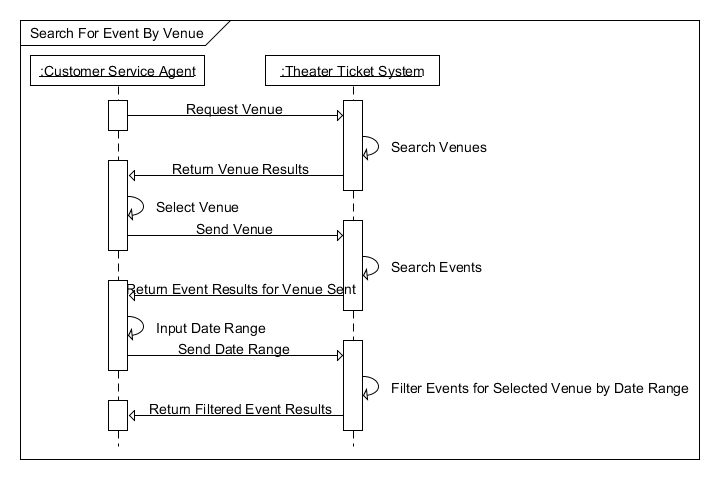 Search For Event By Venue
:Customer Service Agent
:Theater Ticket System
Request Venue
Search Venues
Return Venue Results
Select Venue
Send Venue
Search Events
Return Event Results for Venue Sent
Input Date Range
Send Date Range
Filter Events for Selected Venue by Date Range
Return Filtered Event Results